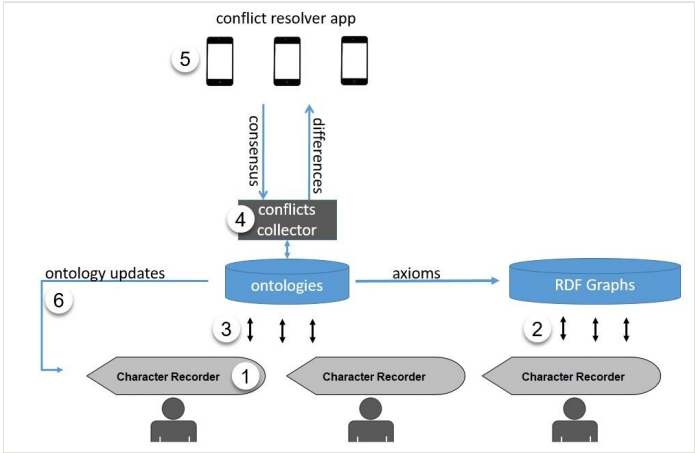 conflict resolver app
5
consensus
differences
4
conflicts
collector
ontology updates
ontologies
axioms
RDF Graphs
6
3
2
Character Recorder
1
Character Recorder
Character Recorder